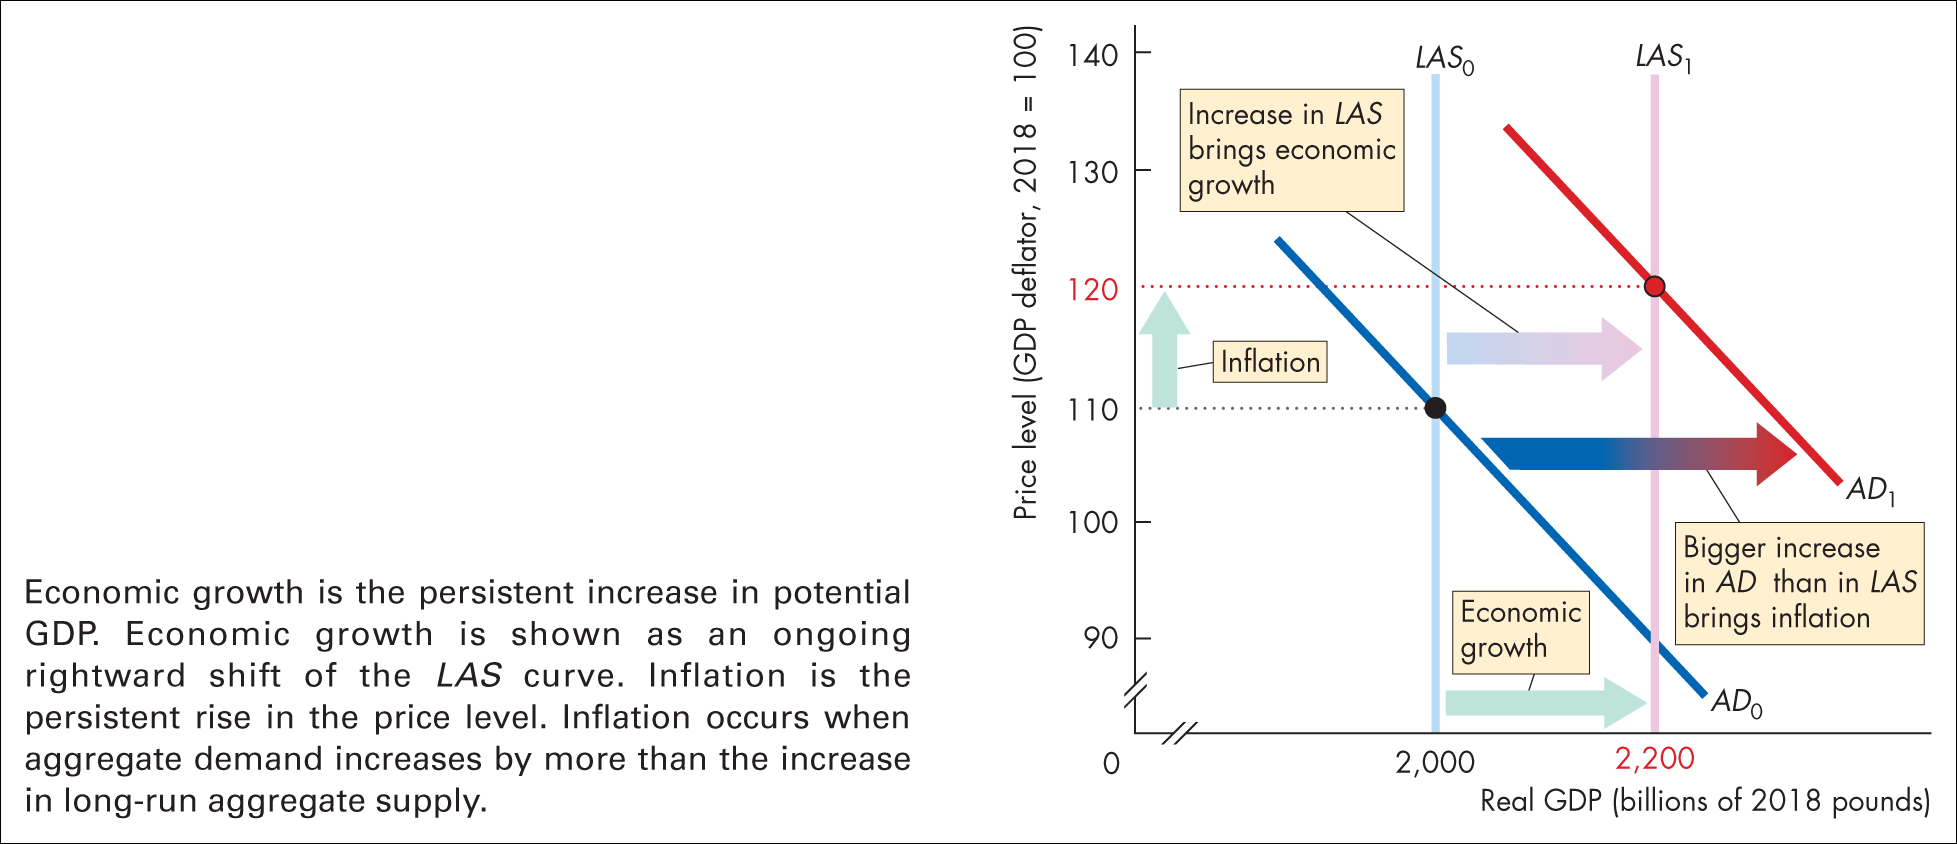 Economic growth is the persistent increase in potential
GDP. Economic growth is shown as an ongoing
rightward shift of the LAS curve. Inflation is the
persistent rise in the price level. Inflation occurs when
aggregate demand increases by more than the increase
in long-run aggregate supply.
Price level (GDP deflator, 2018 = 100)
140
130
120
110
100
90
0
LAS0
LAS1
Increase in LAS
brings economic
growth
Inflation
AD1
Bigger increase
in AD than in LAS
brings inflation
Economic
growth
AD0
2,000
2,200
Real GDP (billions of 2018 pounds)